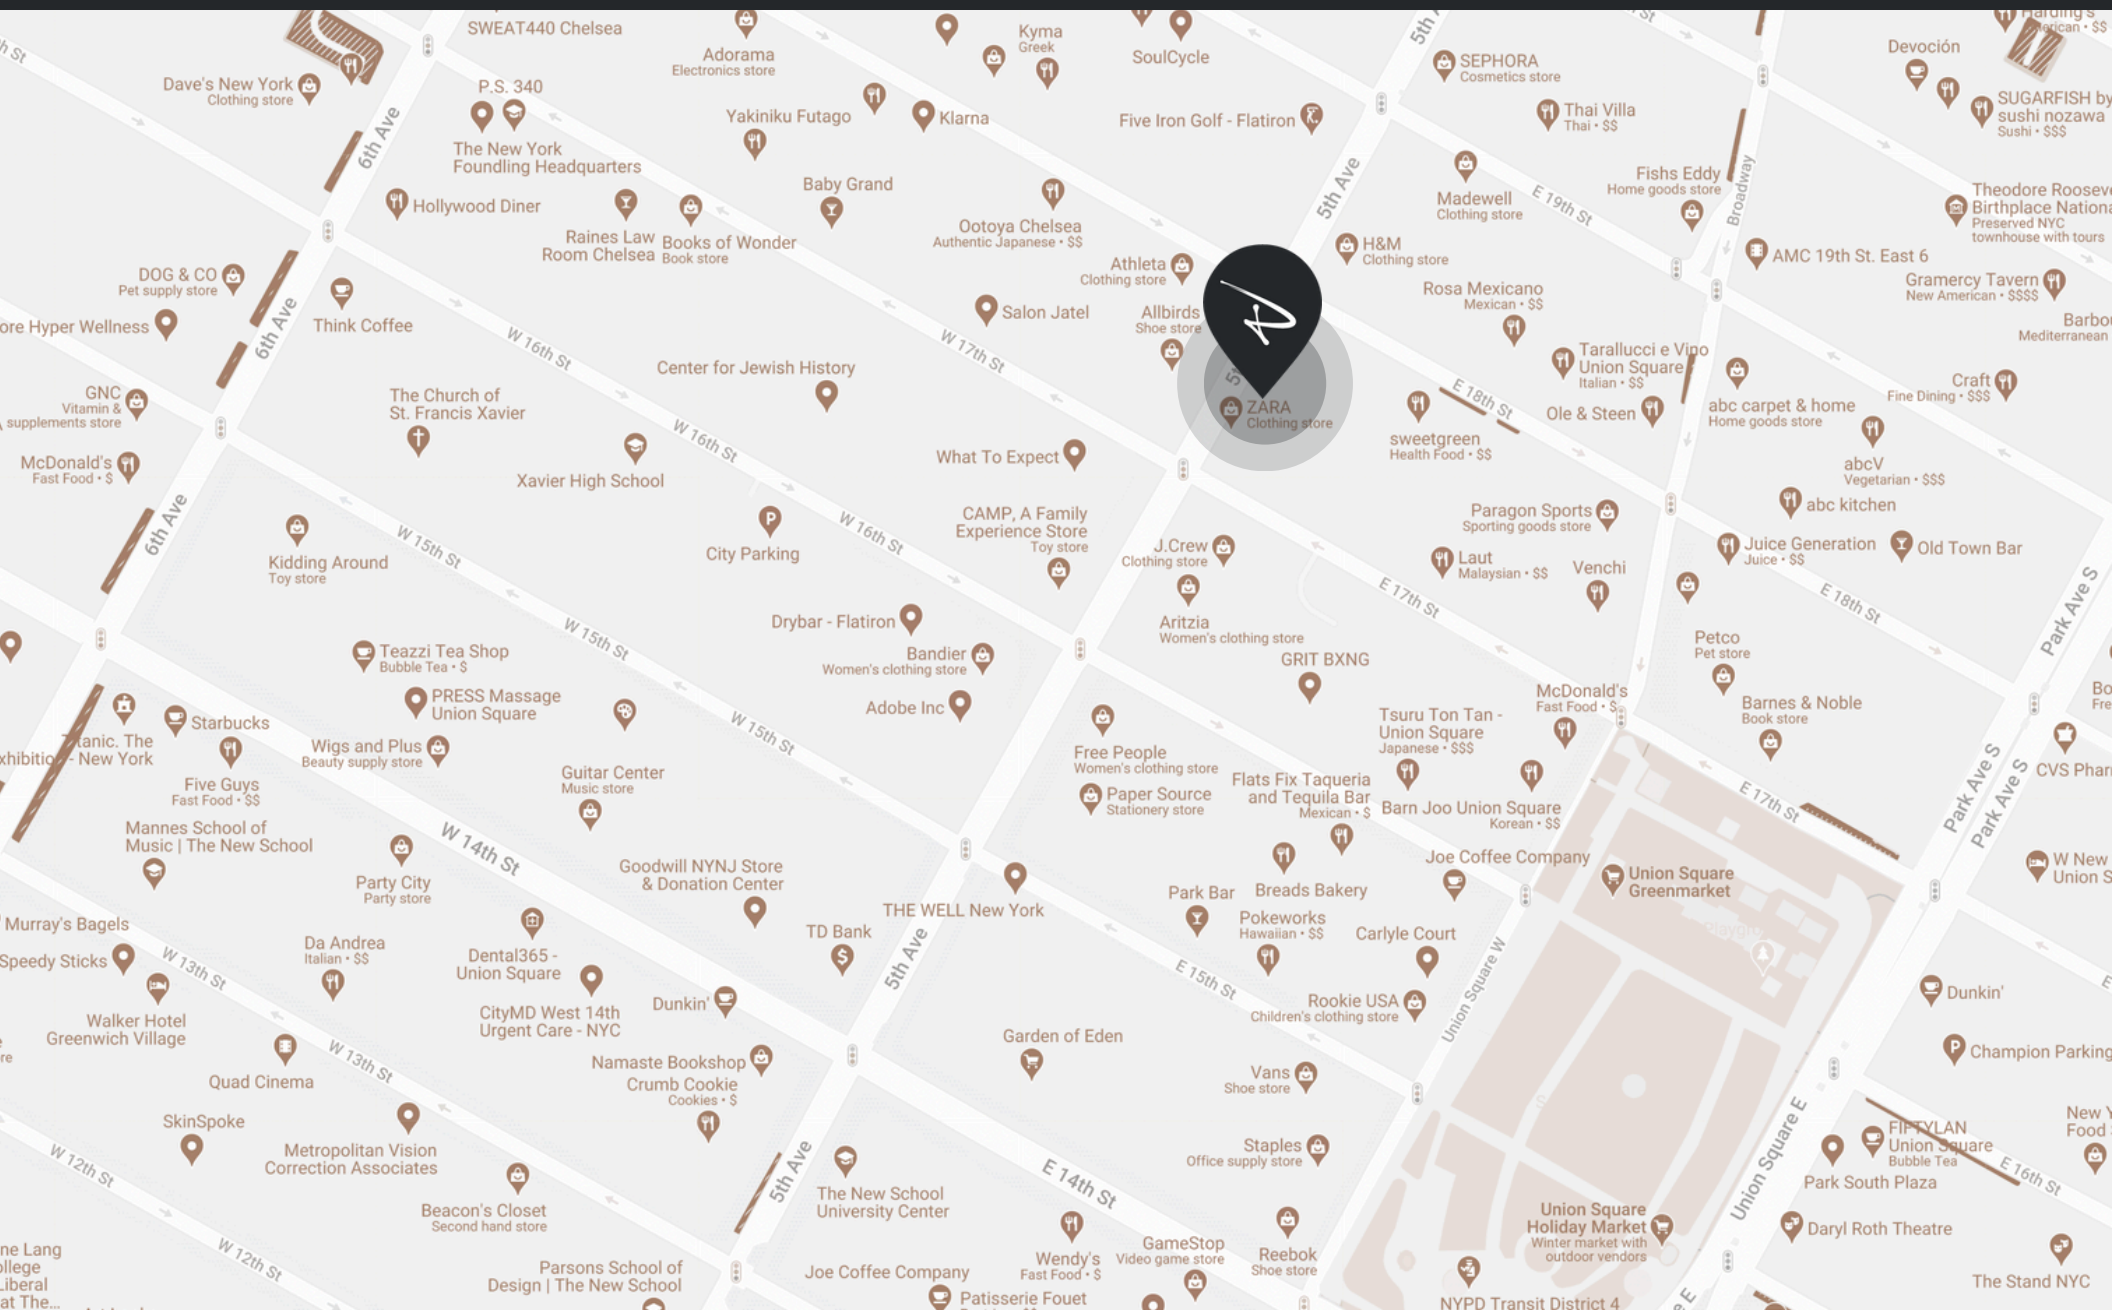 SWEAT440 Chelsea
Adorama
Electronics store
Kyma
Greek
SoulCycle
5th
SEPHORA
Cosmetics store
Devoción
Dave's New York
Clothing store
P.S. 340
The New York
Foundling Headquarters
6th Ave
Yakiniku Futago
Klarna
Five Iron Golf - Flatiron
Thai Villa
Thai • $$
SUGARFISH by
sushi nozawa
Sushi • $$$
Hollywood Diner
Raines Law
Room Chelsea
Books of Wonder
Book store
Baby Grand
Ootoya Chelsea
Authentic Japanese • $$
5th Ave
Madewell
Clothing store
E 19th St
Fishs Eddy
Home goods store
Broadway
Theodore Roosev
Birthplace Nationa
Preserved NYC
townhouse with tours
DOG & CO
Pet supply store
ore Hyper Wellness
6th Ave
Think Coffee
W 16th St
Salon Jatel
W 17th St
Athleta
Clothing store
Allbirds
Shoe store
H&M
Clothing store
Rosa Mexicano
Mexican • $$
AMC 19th St. East 6
Gramercy Tavern
New American • $$$$
Barbou
Mediterranean
GNC
Vitamin &
supplements store
McDonald's
Fast Food • $
The Church of
St. Francis Xavier
Xavier High School
Center for Jewish History
W 16th St
What To Expect
ZARA
Clothing store
sweetgreen
Health Food • $$
E 18th St
Tarallucci e Vino
Union Square
Italian • $$
Ole & Steen
abc carpet & home
Home goods store
Craft
Fine Dining • $$$
abcV
Vegetarian • $$$
abc kitchen
6th Ave
Kidding Around
Toy store
W 15th St
City Parking
W 16th St
CAMP, A Family
Experience Store
Toy store
J.Crew
Clothing store
Aritzia
Women's clothing store
Paragon Sports
Sporting goods store
Laut
Malaysian • $$
Venchi
E 17th St
Juice Generation
Juice • $$
Old Town Bar
E 18th St
Park Ave S
Teazzi Tea Shop
Bubble Tea • $
PRESS Massage
Union Square
W 15th St
Drybar - Flatiron
Bandier
Women's clothing store
Adobe Inc
GRIT BXNG
McDonald's
Fast Food • $
Petco
Pet store
Barnes & Noble
Book store
Titanic. The
xhibition - New York
Starbucks
Five Guys
Fast Food • $$
Wigs and Plus
Beauty supply store
Guitar Center
Music store
W 15th St
Free People
Women's clothing store
Paper Source
Stationery store
Tsuru Ton Tan -
Union Square
Japanese • $$$
Flats Fix Taqueria
and Tequila Bar
Mexican • $
Barn Joo Union Square
Korean • $$
E 17th St
Park Ave S
Park Ave S
CVS Phar
Mannes School of
Music | The New School
Party City
Party store
W 14th St
Goodwill NYNJ Store
& Donation Center
THE WELL New York
Park Bar
Breads Bakery
Joe Coffee Company
Union Square
Greenmarket
W New
Union S
Murray's Bagels
Speedy Sticks
W 13th St
Da Andrea
Italian • $$
Dental365 -
Union Square
TD Bank
5th Ave
Pokeworks
Hawaiian • $$
Carlyle Court
E 15th St
Rookie USA
Children's clothing store
Union Square W
Playgro
Dunkin'
Walker Hotel
Greenwich Village
CityMD West 14th
Urgent Care - NYC
Dunkin'
Garden of Eden
Champion Parking
Quad Cinema
W 13th St
Namaste Bookshop
Crumb Cookie
Cookies • $
Vans
Shoe store
SkinSpoke
Metropolitan Vision
Correction Associates
W 12th St
Beacon's Closet
Second hand store
5th Ave
The New School
University Center
E 14th St
Staples
Office supply store
Union Square E
FIFTYLAN
Union Square
Bubble Tea
Park South Plaza
E 16th St
New Y
Food
Union Square
Holiday Market
Winter market with
outdoor vendors
Daryl Roth Theatre
The Stand NYC
W 12th St
Parsons School of
Design | The New School
Joe Coffee Company
Patisserie Fouet
Wendy's
Fast Food • $
GameStop
Video game store
Reebok
Shoe store
NYPD Transit District 4